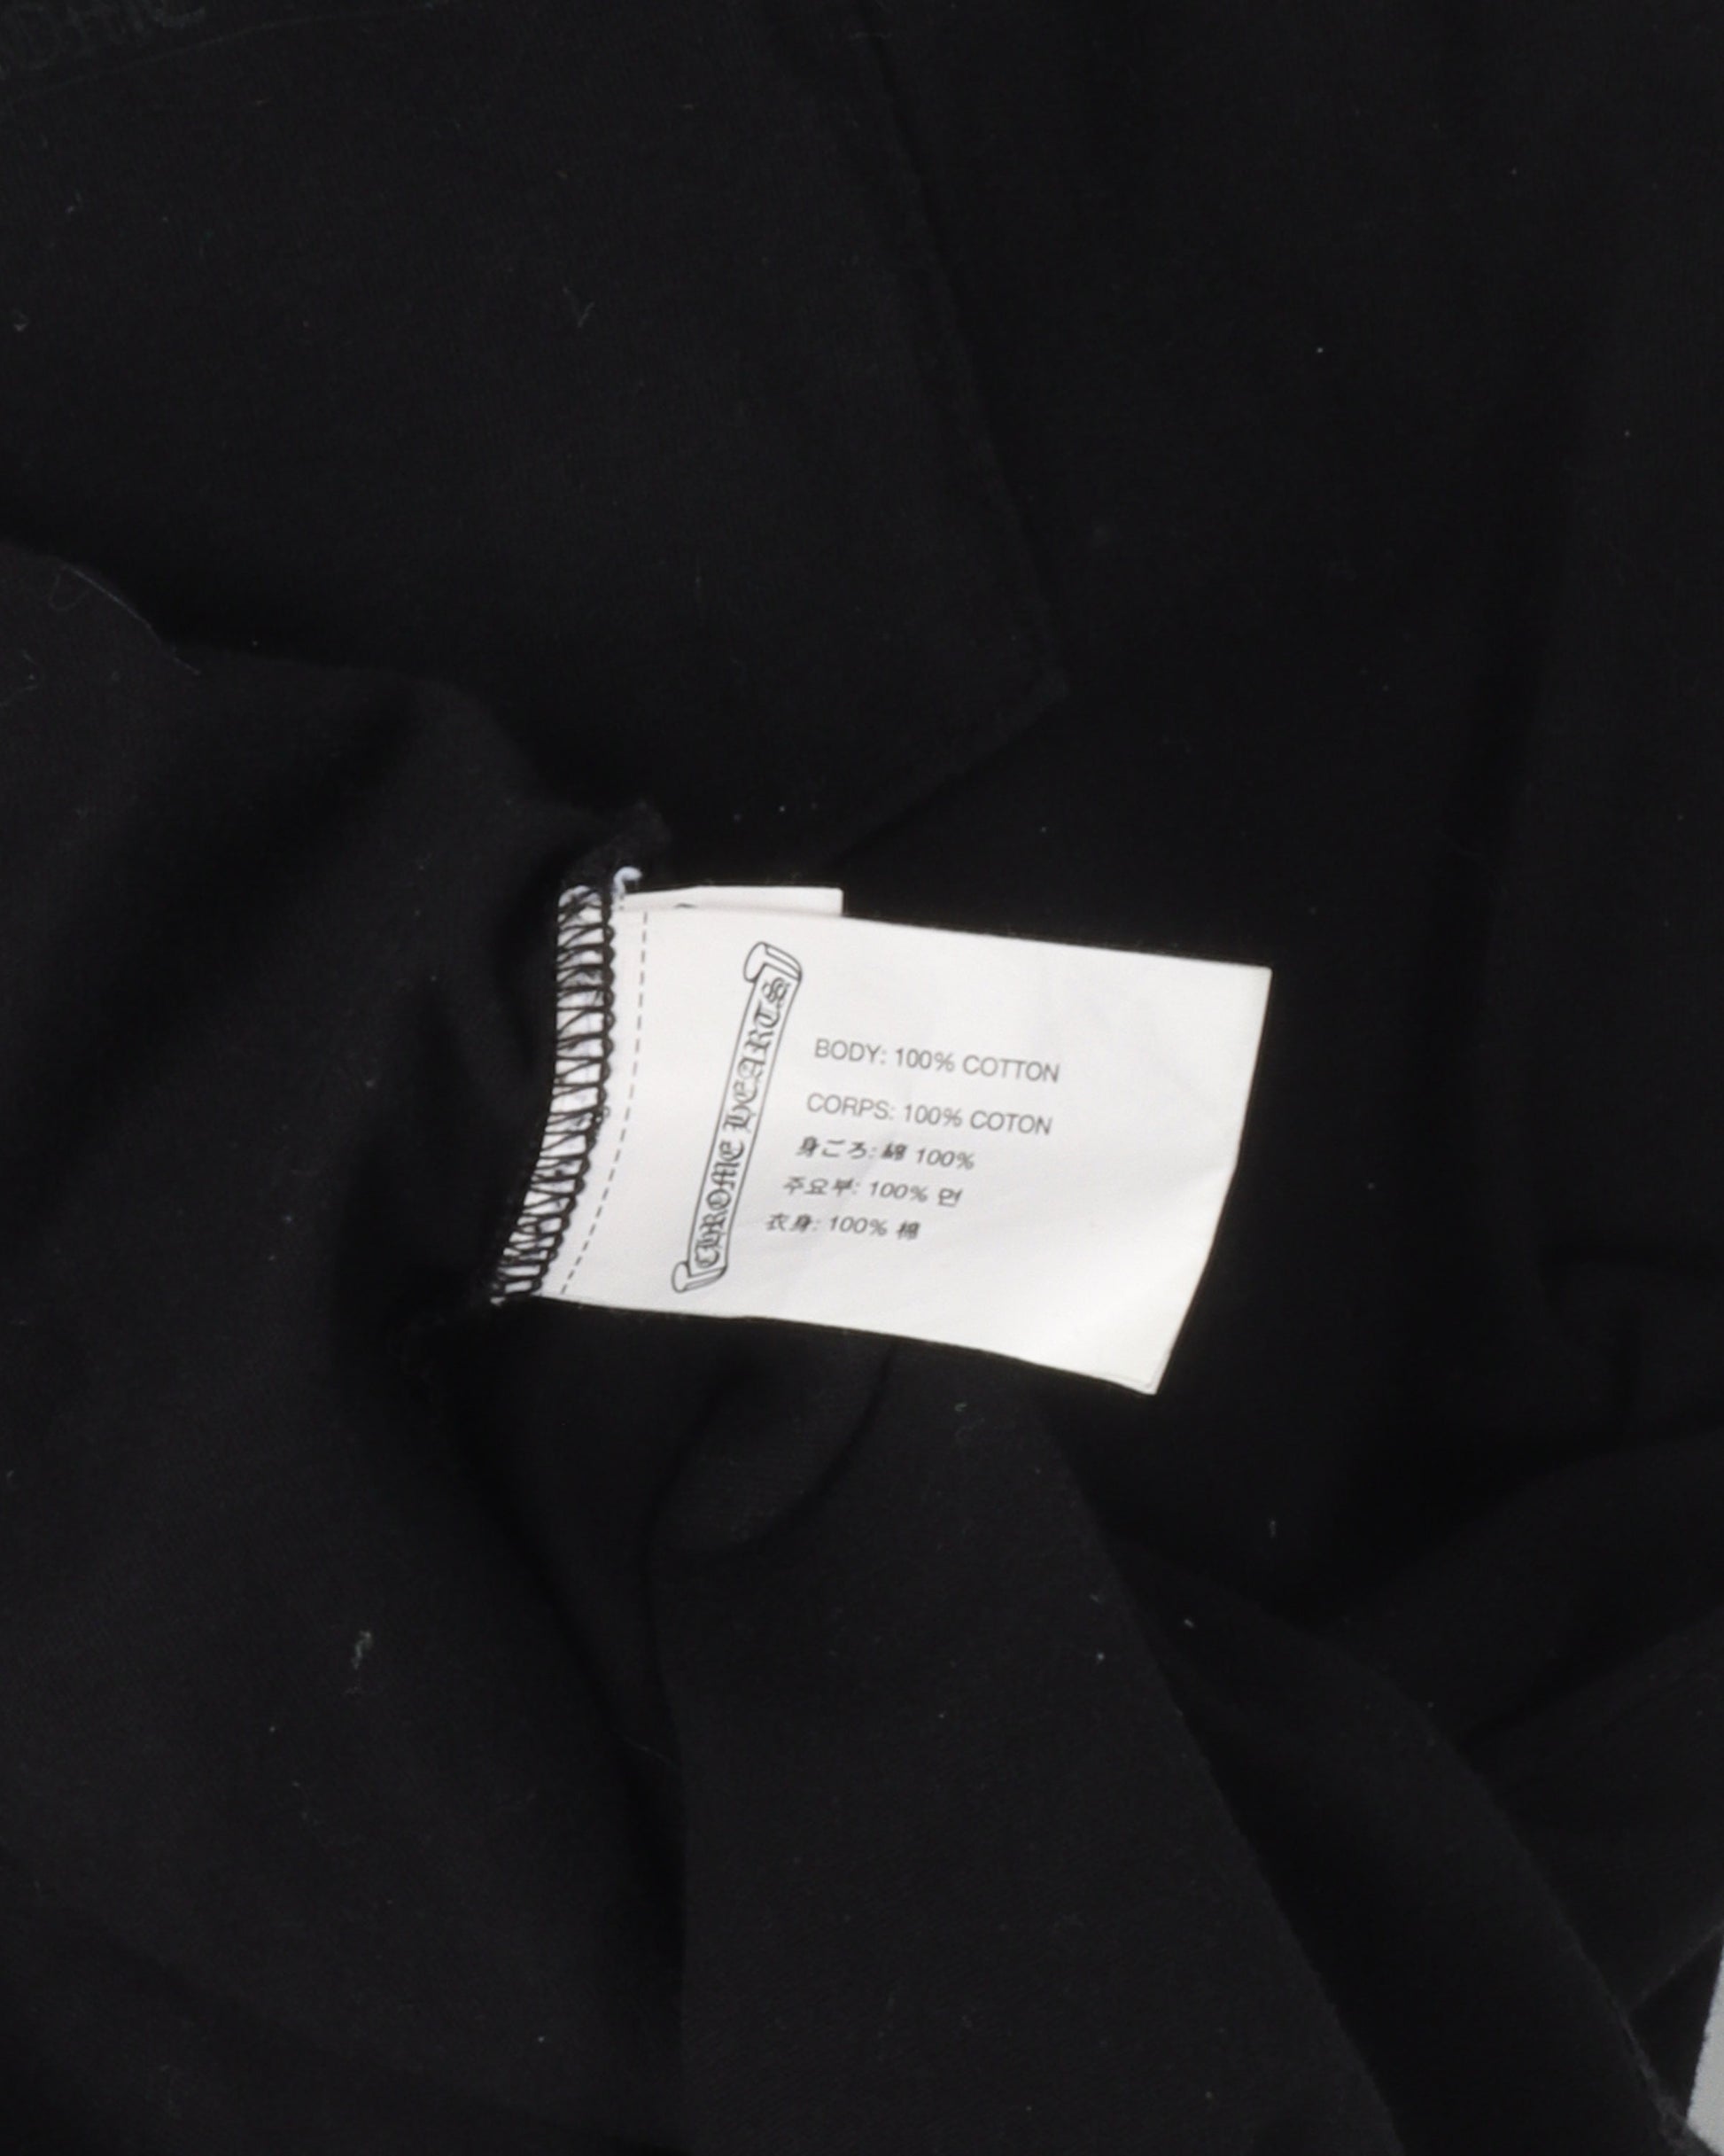 CHROME HEARTS
BODY: 100% COTTON
CORPS: 100% COTON
身ごろ: 綿 100%
주요부: 100% 면
衣身: 100% 棉